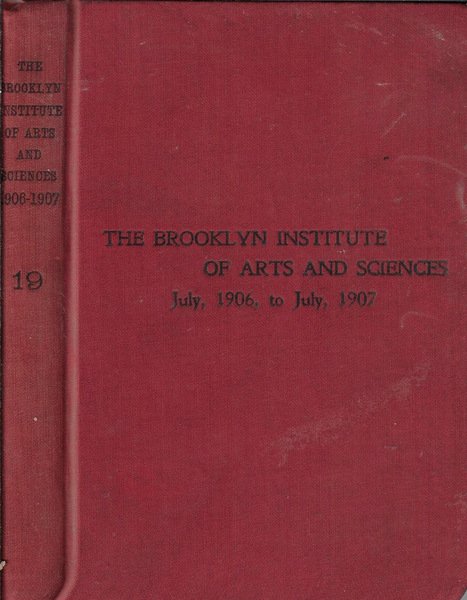 THE
BROOKLYN
INSTITUTE
OF ARTS
AND
SCIENCES
1906-1907
19
THE BROOKLYN INSTITUTE
OF ARTS AND SCIENCES
July, 1906, to July, 1907